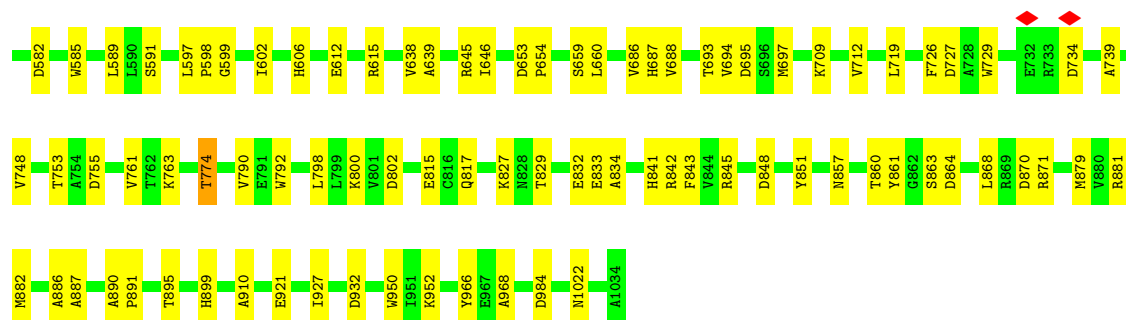 D582 W585 L589 L590 S591 L597 P598 G599 I602 H606 E612 R615 V638 A639 R645 I646 D653 P654 S659 L660 V686 H687 V688 T693 V694 D695 S696 M697 K709 V712 L719 F726 D727 A728 W729 E732 R733 D734 A739
V748 T753 A754 D755 V761 T762 K763 T774 V790 E791 W792 L798 L799 K800 V801 D802 E815 C816 Q817 K827 N828 T829 E832 E833 A834 H841 R842 F843 V844 R845 D848 Y851 N857 T860 Y861 G862 S863 D864 L868 R869 D870 R871 M879 V880 R881
M882 A886 A887 A890 P891 T895 H899 A910 E921 I927 D932 W950 I951 K952 Y966 E967 A968 D984 N1022 A1034